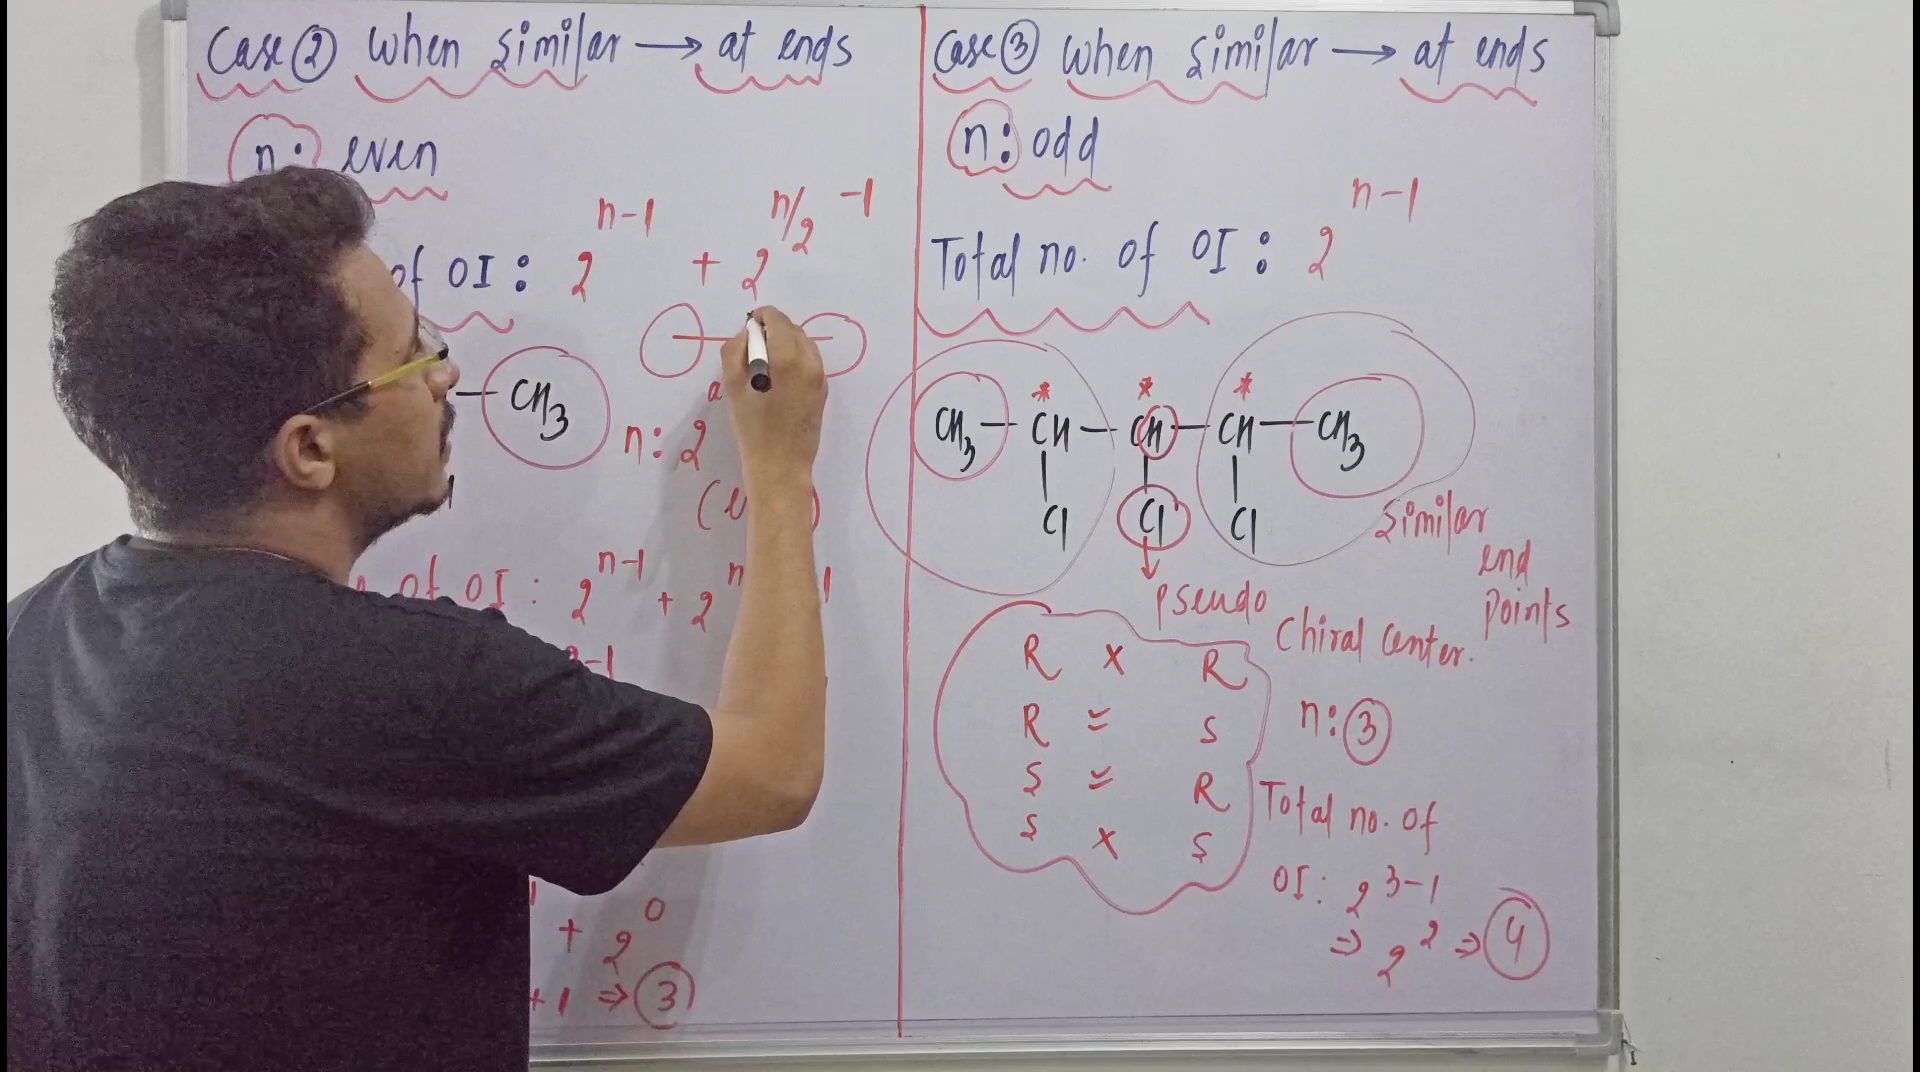 Case ② When similar → at ends
n: even
of OI : 2^(n-1) + 2^(n/2 - 1)
— CH3
n: 2
of OI : 2^(n-1) + 2^n
+ 2^0
+1 ⇒ ③
Case ③ When similar → at ends
n: odd
Total no. of OI : 2^(n-1)
* * *
CH3 — CH — CH — CH — CH3
Cl Cl Cl
similar
end
points
pseudo
Chiral center.
R × R
R = S
S = R
S × S
n: ③
Total no. of
OI: 2^(3-1)
⇒ 2^2 ⇒ ④